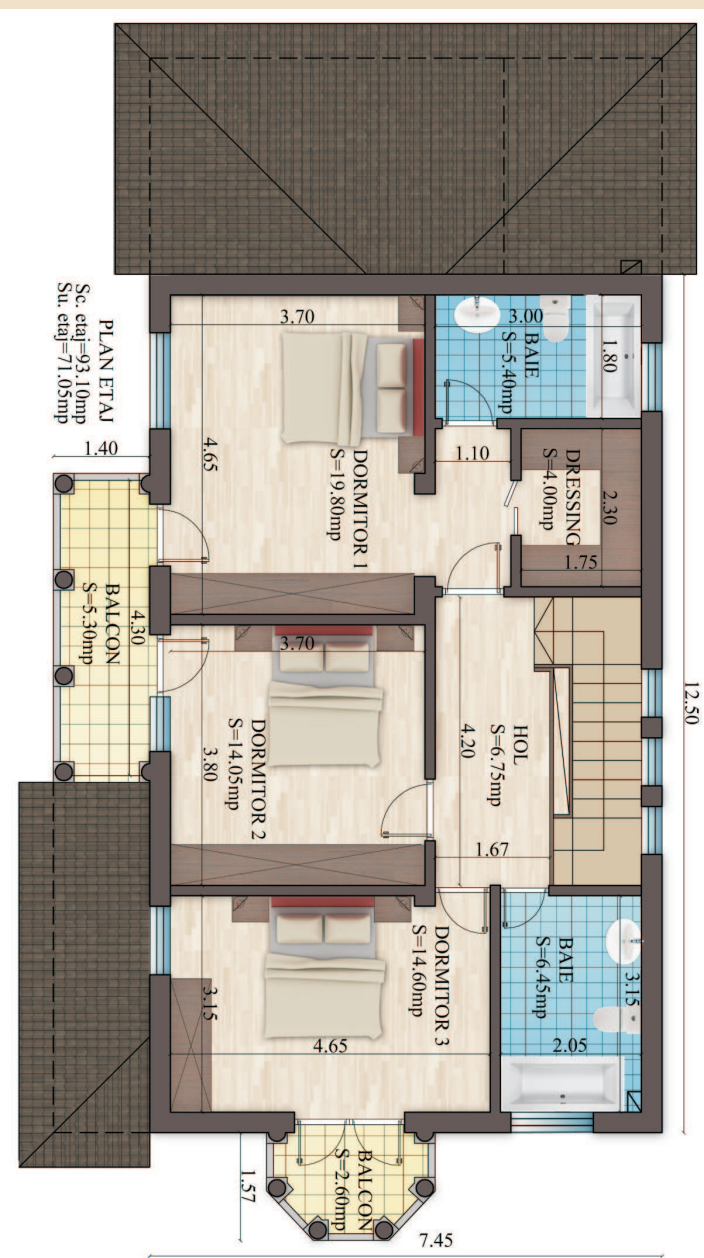 PLAN ETAJ
Sc. etaj=93.10mp
Su. etaj=71.05mp
3.70
4.65
DORMITOR 1
S=19.80mp
3.00
BAIE
S=5.40mp
1.80
1.10
DRESSING
S=4.00mp
2.30
1.75
1.40
4.30
BALCON
S=5.30mp
3.70
DORMITOR 2
S=14.05mp
3.80
HOL
S=6.75mp
4.20
1.67
12.50
DORMITOR 3
S=14.60mp
3.15
4.65
BAIE
S=6.45mp
3.15
2.05
BALCON
S=2.60mp
1.57
7.45